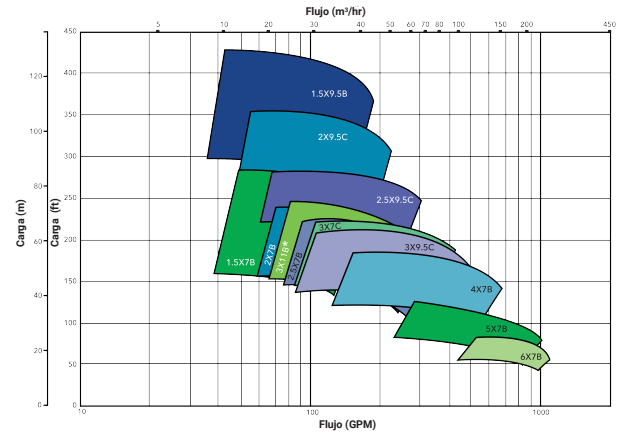 Flujo (m³/hr)
5 10 20 30 40 50 60 70 80 100 150 200 450
450
400
350
300
250
200
150
100
50
0
120
100
80
60
40
20
0
Carga (m)
Carga (ft)
1.5X9.5B
2X9.5C
2.5X9.5C
3X7C
3X9.5C
1.5X7B
2X7B
3X11B*
2.5X7B
4X7B
5X7B
6X7B
10 100 1000
Flujo (GPM)